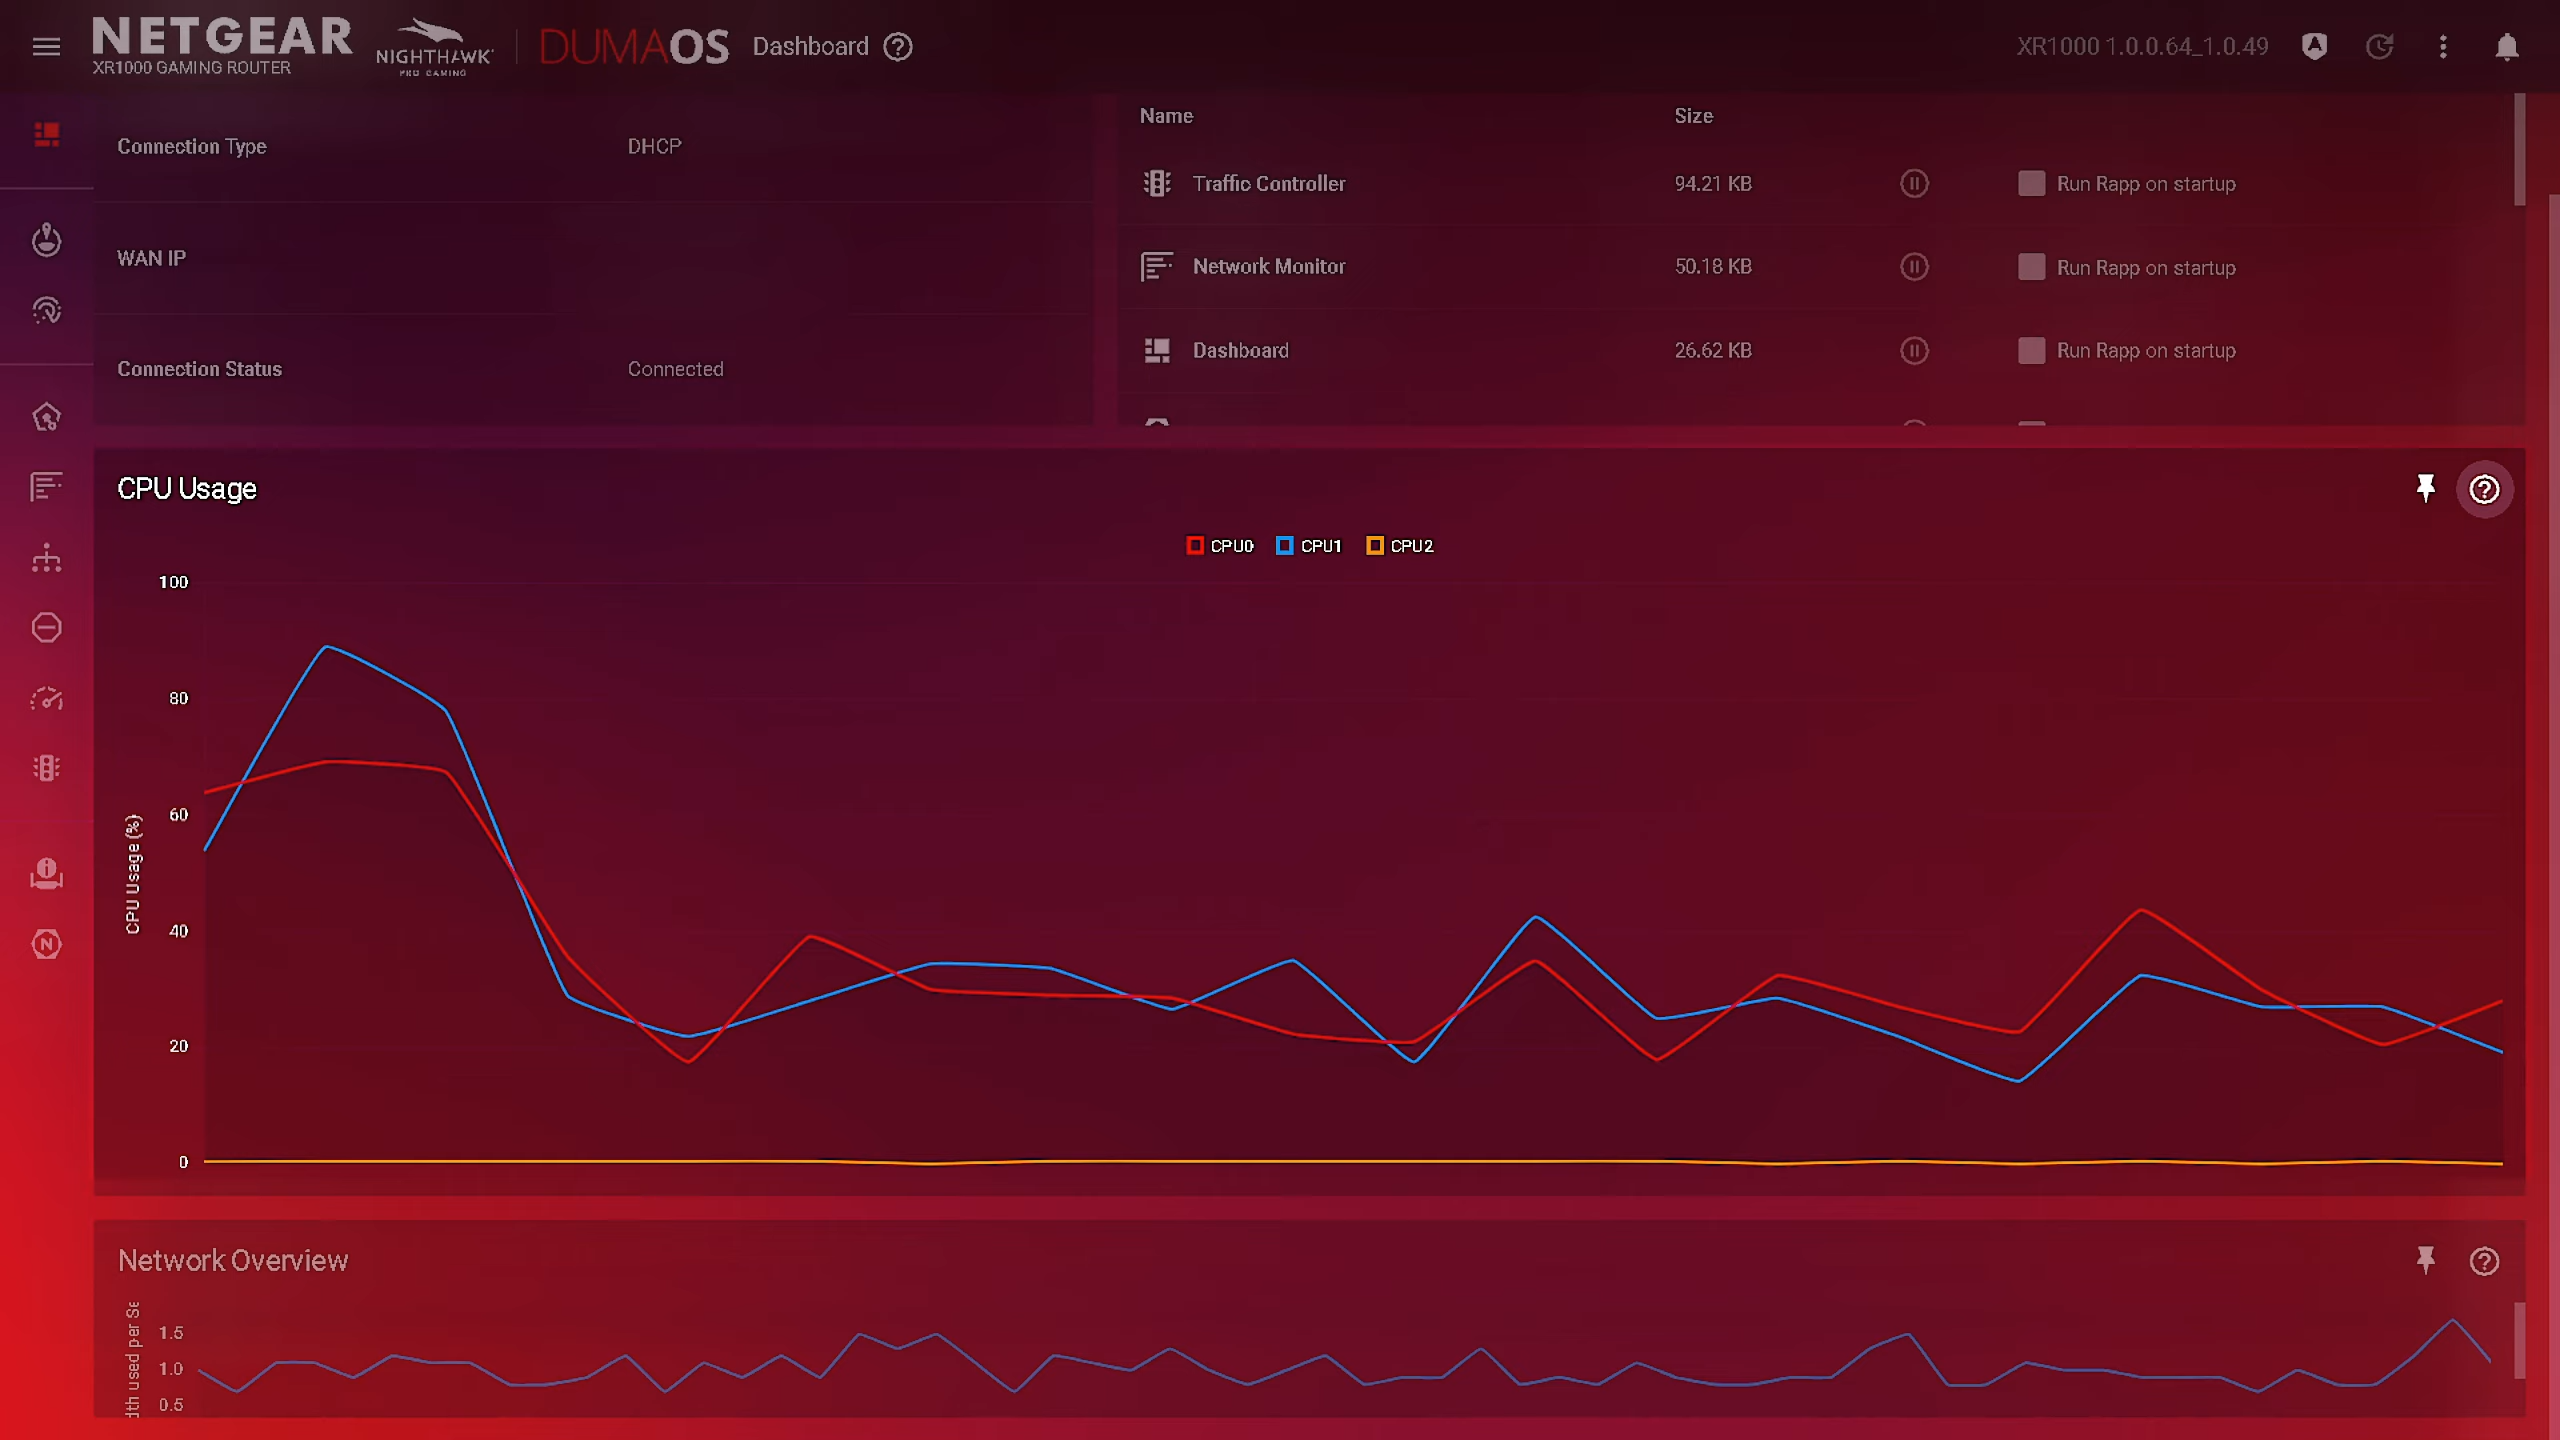 NETGEAR
XR1000 GAMING ROUTER
NIGHTHAWK
PRO GAMING
DUMAOS Dashboard
XR1000 1.0.0.64_1.0.49
Connection Type DHCP
WAN IP
Connection Status Connected
Name Size
Traffic Controller 94.21 KB Run Rapp on startup
Network Monitor 50.18 KB Run Rapp on startup
Dashboard 26.62 KB Run Rapp on startup
CPU Usage
CPU0 CPU1 CPU2
100
80
60
40
20
0
CPU Usage (%)
Network Overview
1.5
1.0
0.5
used per
N